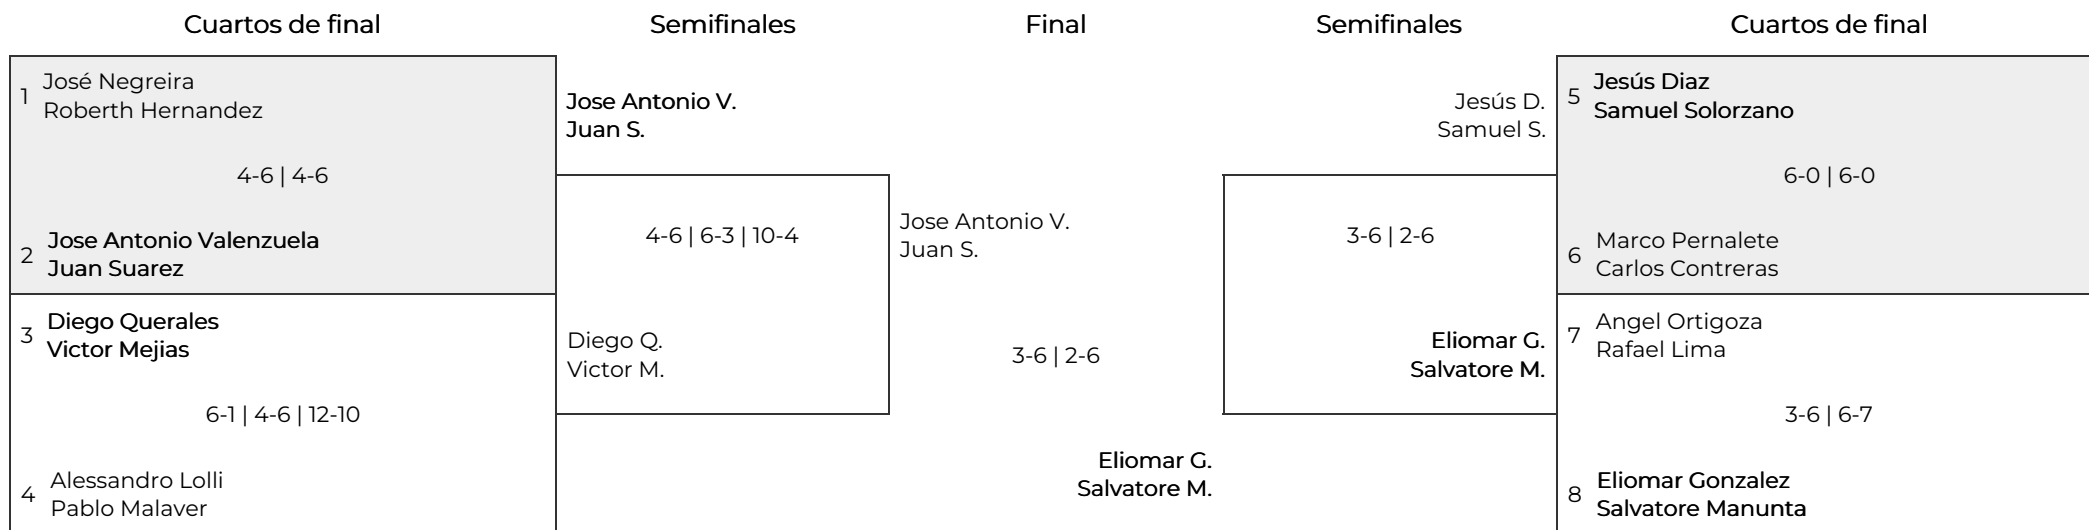 Cuartos de final
Semifinales
Final
Semifinales
Cuartos de final
1
José Negreira
Roberth Hernandez
4-6 | 4-6
2
Jose Antonio Valenzuela
Juan Suarez
3
Diego Querales
Victor Mejias
6-1 | 4-6 | 12-10
4
Alessandro Lolli
Pablo Malaver
Jose Antonio V.
Juan S.
4-6 | 6-3 | 10-4
Diego Q.
Victor M.
Jose Antonio V.
Juan S.
3-6 | 2-6
Eliomar G.
Salvatore M.
Jesús D.
Samuel S.
3-6 | 2-6
Eliomar G.
Salvatore M.
5
Jesús Diaz
Samuel Solorzano
6-0 | 6-0
6
Marco Pernalete
Carlos Contreras
7
Angel Ortigoza
Rafael Lima
3-6 | 6-7
8
Eliomar Gonzalez
Salvatore Manunta